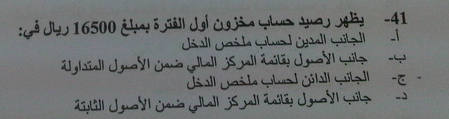 41- يظهر رصيد حساب مخزون أول الفترة بمبلغ 16500 ريال في:
أ- الجانب المدين لحساب ملخص الدخل
ب- جانب الأصول بقائمة المركز المالي ضمن الأصول المتداولة
ج- الجانب الدائن لحساب ملخص الدخل
د- جانب الأصول بقائمة المركز المالي ضمن الأصول الثابتة